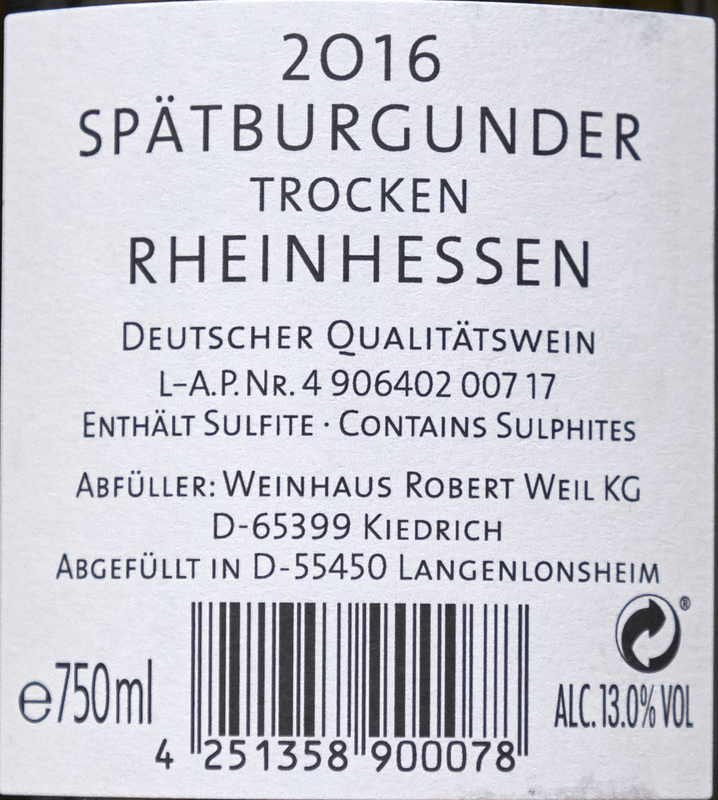 2016
SPÄTBURGUNDER
TROCKEN
RHEINHESSEN
DEUTSCHER QUALITÄTSWEIN
L-A.P.NR. 4 906402 007 17
ENTHÄLT SULFITE · CONTAINS SULPHITES
ABFÜLLER: WEINHAUS ROBERT WEIL KG
D-65399 KIEDRICH
ABGEFÜLLT IN D-55450 LANGENLONSHEIM
®
e750ml
ALC.13.0% VOL
4 251358 900078